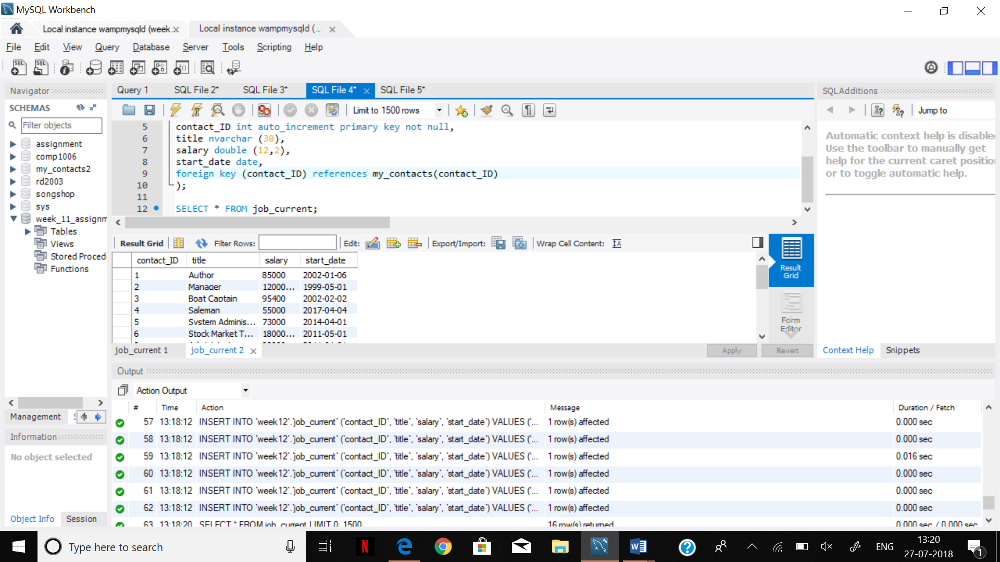 MySQL Workbench
Local instance wampmysqld (week.. Local instance wampmysqld (...
File Edit View Query Database Server Tools Scripting Help
Navigator
SCHEMAS
Filter objects
assignment
comp1006
my_contacts2
rd2003
songshop
sys
week_11_assignm
Tables
Views
Stored Proced
Functions
Management
Information
No object selected
Object Info Session
Query 1 SQL File 2* SQL File 3* SQL File 4* SQL File 5*
Limit to 1500 rows
5 contact_ID int auto_increment primary key not null,
6 title nvarchar (30),
7 salary double (12,2),
8 start_date date,
9 foreign key (contact_ID) references my_contacts(contact_ID)
10 );
11
12 SELECT * FROM job_current;
Result Grid Filter Rows: Edit: Export/Import: Wrap Cell Content:
contact_ID title salary start_date
1 Author 85000 2002-01-06
2 Manager 12000... 1999-05-01
3 Boat Captain 95400 2002-02-02
4 Saleman 55000 2017-04-04
5 System Adminis... 73000 2014-04-01
6 Stock Market T... 18000... 2011-05-01
Result
Grid
Form
Editor
job_current 1 job_current 2 Apply Revert
SQLAdditions
Jump to
Automatic context help is disable
Use the toolbar to manually get
help for the current caret positio
or to toggle automatic help.
Context Help Snippets
Output
Action Output
# Time Action Message Duration / Fetch
57 13:18:12 INSERT INTO `week12`.`job_current` (`contact_ID`, `title`, `salary`, `start_date`) VALUES ('... 1 row(s) affected 0.000 sec
58 13:18:12 INSERT INTO `week12`.`job_current` (`contact_ID`, `title`, `salary`, `start_date`) VALUES ('... 1 row(s) affected 0.000 sec
59 13:18:12 INSERT INTO `week12`.`job_current` (`contact_ID`, `title`, `salary`, `start_date`) VALUES ('... 1 row(s) affected 0.016 sec
60 13:18:12 INSERT INTO `week12`.`job_current` (`contact_ID`, `title`, `salary`, `start_date`) VALUES ('... 1 row(s) affected 0.000 sec
61 13:18:12 INSERT INTO `week12`.`job_current` (`contact_ID`, `title`, `salary`, `start_date`) VALUES ('... 1 row(s) affected 0.000 sec
62 13:18:12 INSERT INTO `week12`.`job_current` (`contact_ID`, `title`, `salary`, `start_date`) VALUES ('... 1 row(s) affected 0.000 sec
63 13:18:20 SELECT * FROM job_current LIMIT 0, 1500 16 row(s) returned 0.000 sec / 0.000 sec
Type here to search
ENG
13:20
27-07-2018
1